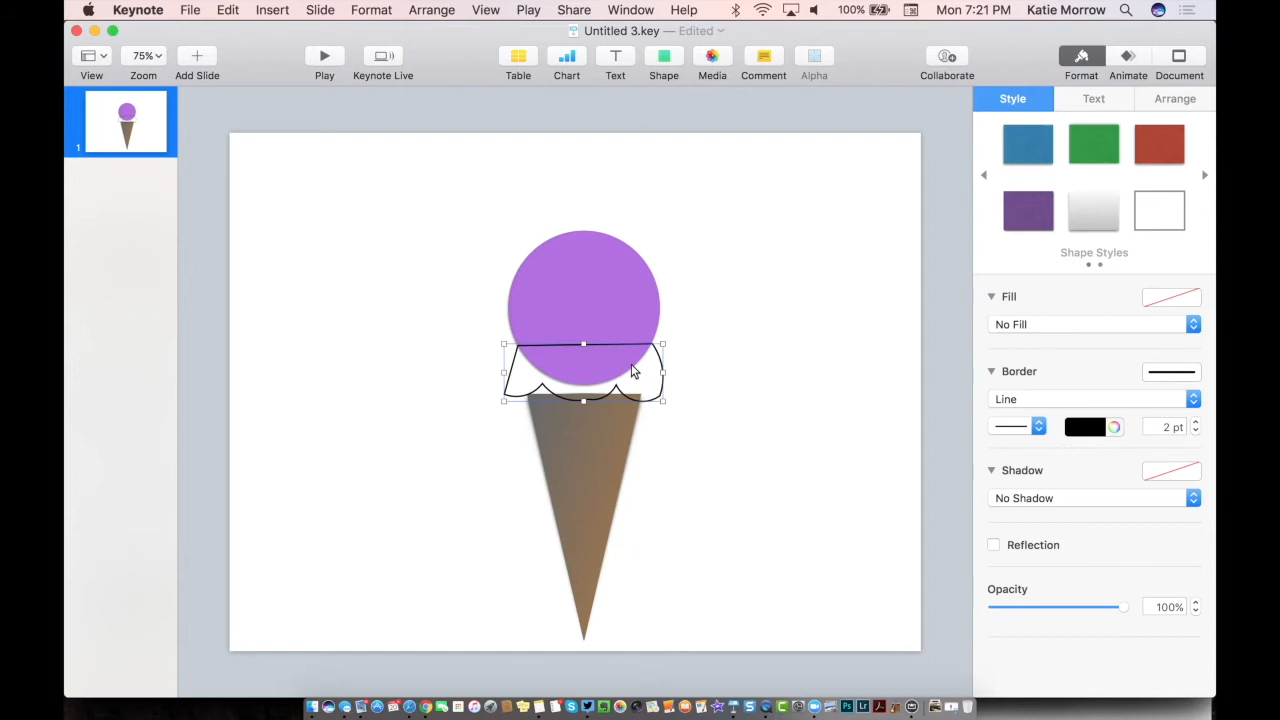 Keynote File Edit Insert Slide Format Arrange View Play Share Window Help 100% Mon 7:21 PM Katie Morrow
Untitled 3.key — Edited
75%
View Zoom Add Slide Play Keynote Live Table Chart Text Shape Media Comment Alpha Collaborate Format Animate Document
Style Text Arrange
1
Shape Styles
Fill
No Fill
Border
Line
2 pt
Shadow
No Shadow
Reflection
Opacity
100%
Ps Lr